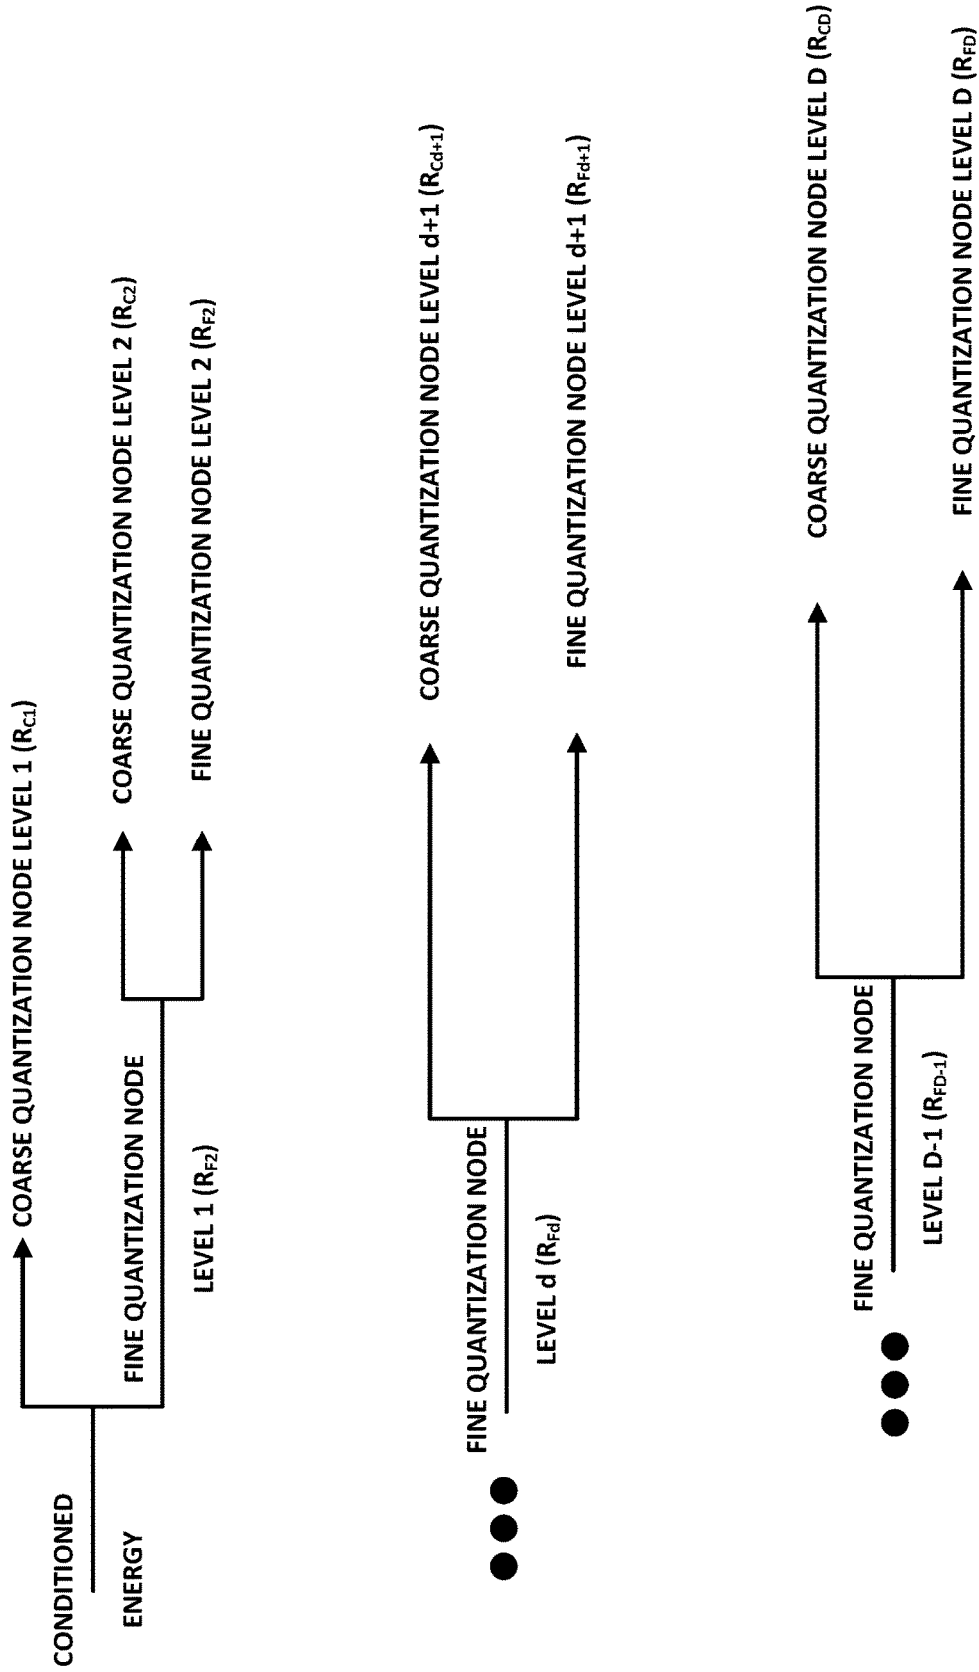 COARSE QUANTIZATION NODE LEVEL 1 (RC1)
CONDITIONED
ENERGY
FINE QUANTIZATION NODE
LEVEL 1 (RF2)
COARSE QUANTIZATION NODE LEVEL 2 (RC2)
FINE QUANTIZATION NODE LEVEL 2 (RF2)
FINE QUANTIZATION NODE
LEVEL d (RFd)
COARSE QUANTIZATION NODE LEVEL d+1 (RCd+1)
FINE QUANTIZATION NODE LEVEL d+1 (RFd+1)
FINE QUANTIZATION NODE
LEVEL D-1 (RFD-1)
COARSE QUANTIZATION NODE LEVEL D (RCD)
FINE QUANTIZATION NODE LEVEL D (RFD)